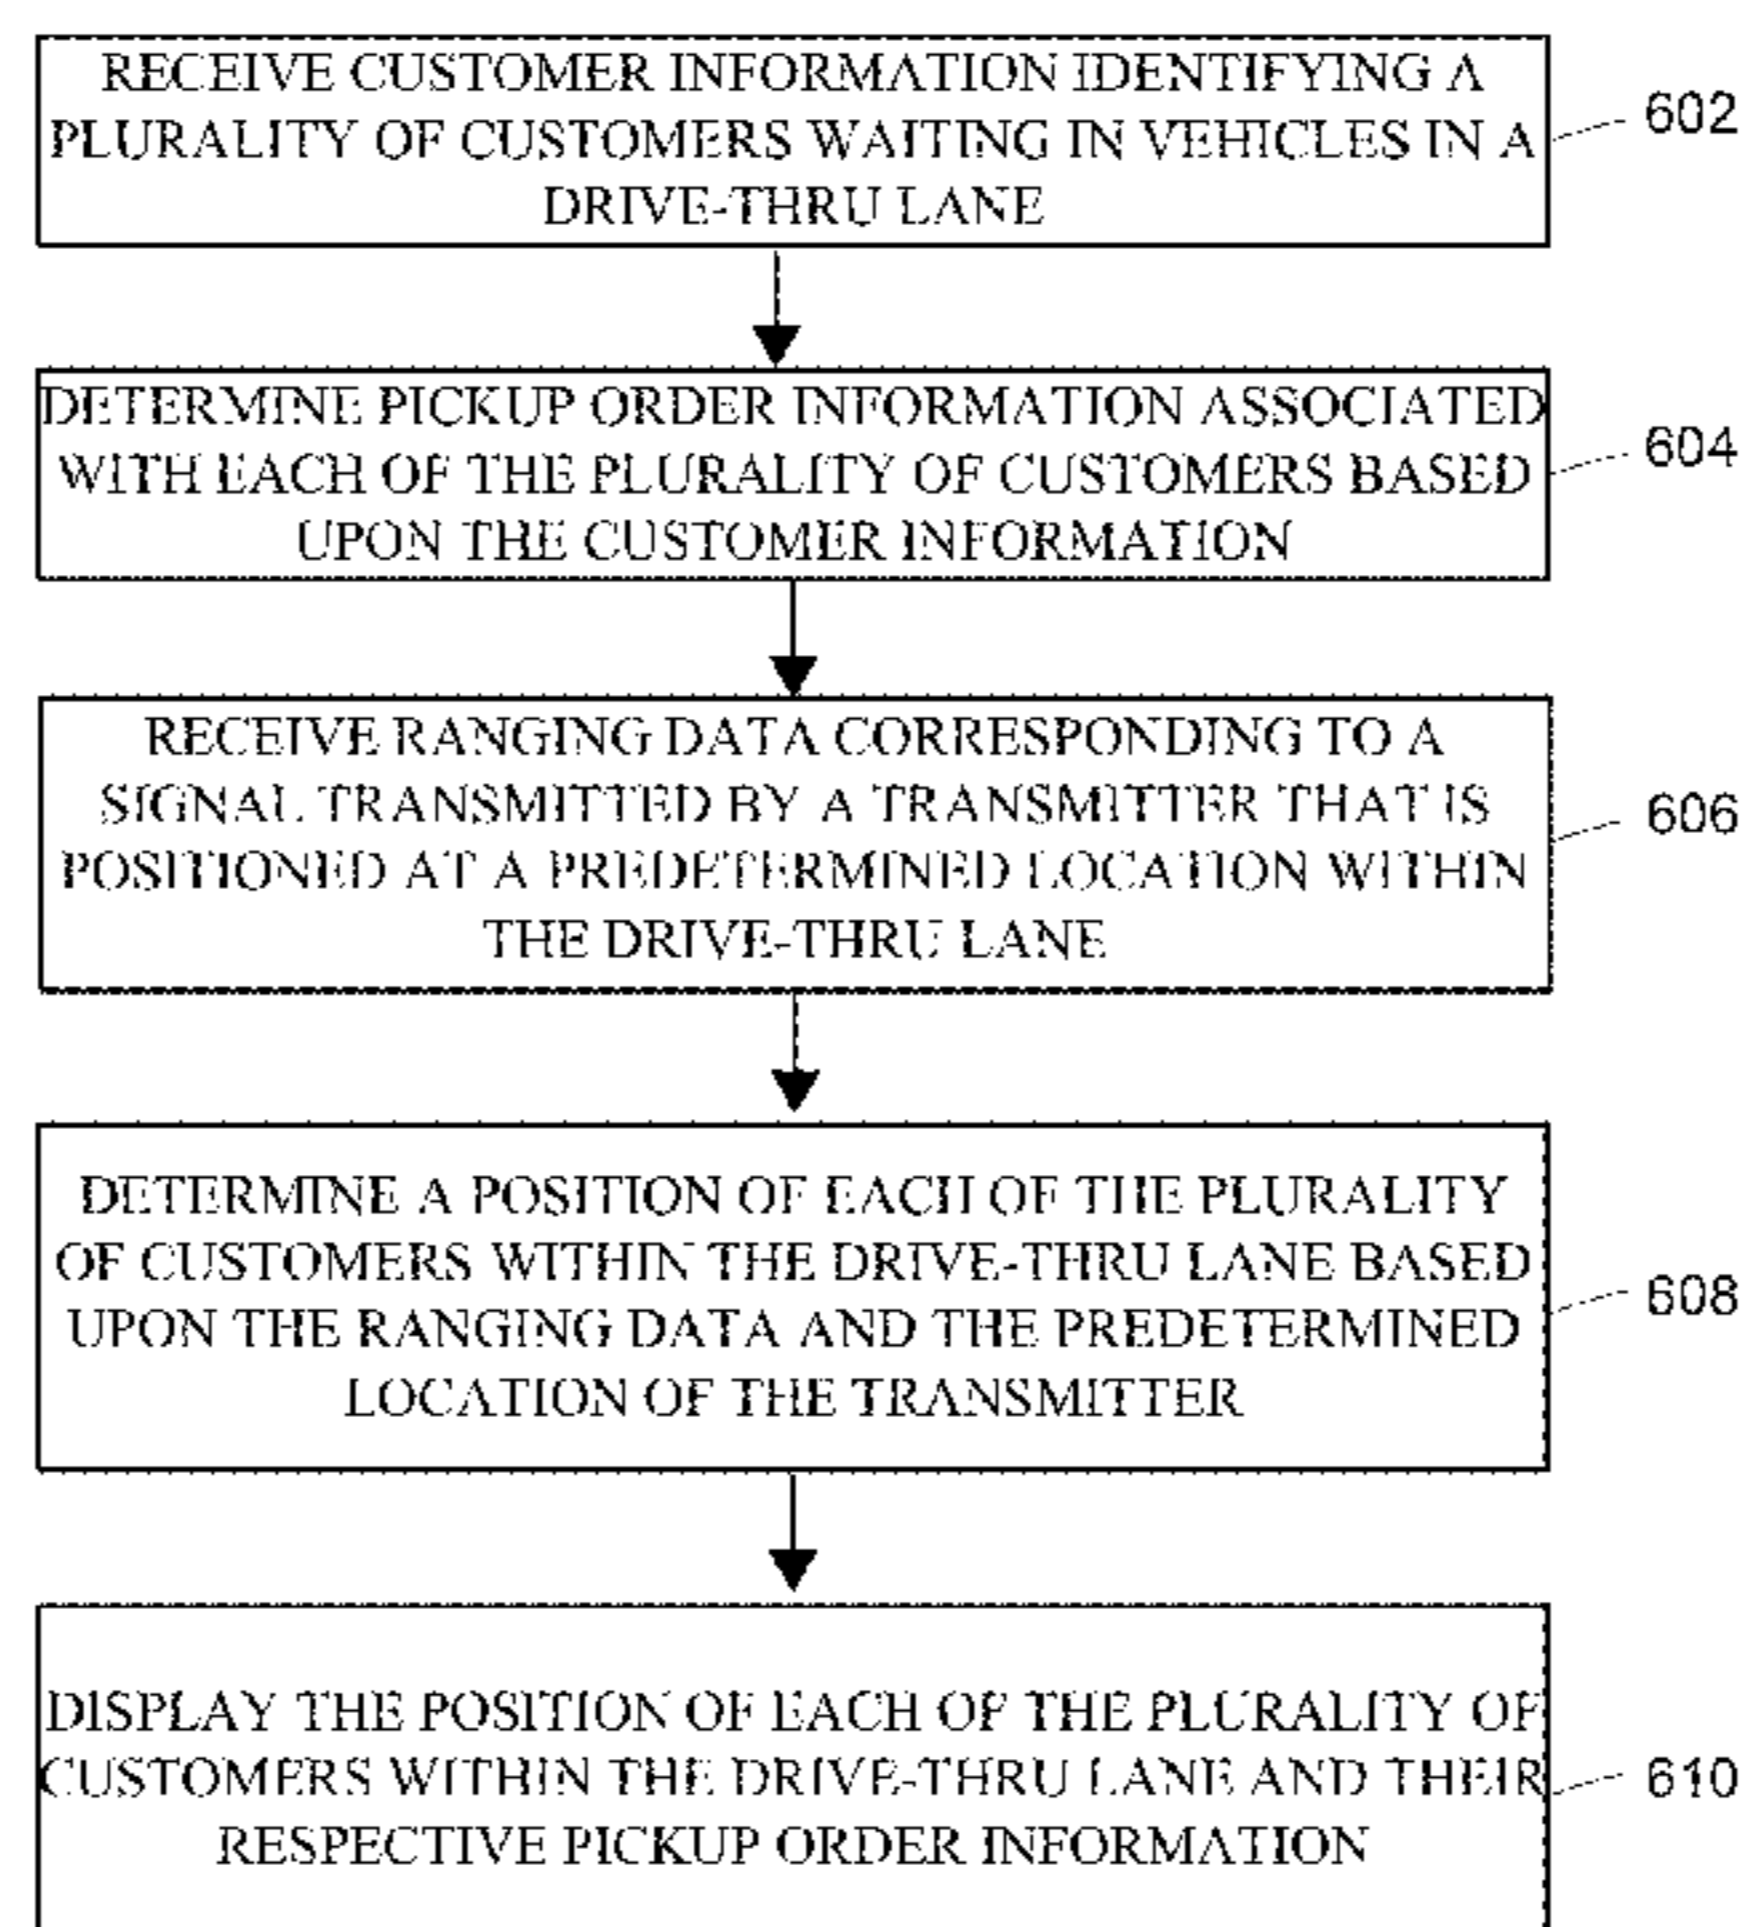 RECEIVE CUSTOMER INFORMATION IDENTIFYING A
PLURALITY OF CUSTOMERS WAITING IN VEHICLES IN A
DRIVE-THRU LANE
602
DETERMINE PICKUP ORDER INFORMATION ASSOCIATED
WITH EACH OF THE PLURALITY OF CUSTOMERS BASED
UPON THE CUSTOMER INFORMATION
604
RECEIVE RANGING DATA CORRESPONDING TO A
SIGNAL TRANSMITTED BY A TRANSMITTER THAT IS
POSITIONED AT A PREDETERMINED LOCATION WITHIN
THE DRIVE-THRU LANE
606
DETERMINE A POSITION OF EACH OF THE PLURALITY
OF CUSTOMERS WITHIN THE DRIVE-THRU LANE BASED
UPON THE RANGING DATA AND THE PREDETERMINED
LOCATION OF THE TRANSMITTER
608
DISPLAY THE POSITION OF EACH OF THE PLURALITY OF
CUSTOMERS WITHIN THE DRIVE-THRU LANE AND THEIR
RESPECTIVE PICKUP ORDER INFORMATION
610